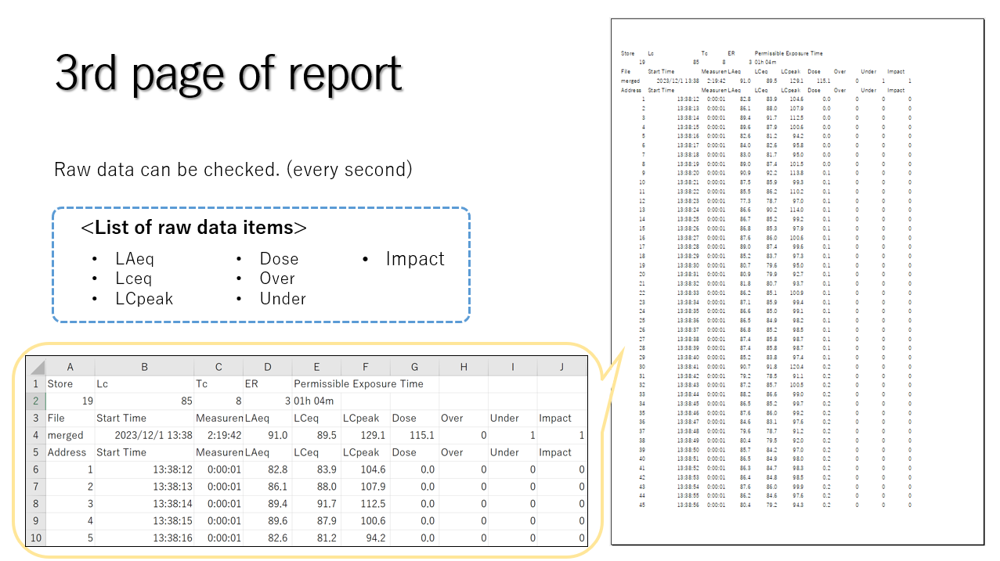 3rd page of report
Raw data can be checked. (every second)
<List of raw data items>
• LAeq • Dose • Impact
• Lceq • Over
• LCpeak • Under
A B C D E F G H I J
1 Store Lc Tc ER Permissible Exposure Time
2 19 85 8 3 01h 04m
3 File Start Time Measuren LAeq LCeq LCpeak Dose Over Under Impact
4 merged 2023/12/1 13:38 2:19:42 91.0 89.5 129.1 115.1 0 1 1
5 Address Start Time Measuren LAeq LCeq LCpeak Dose Over Under Impact
6 1 13:38:12 0:00:01 82.8 83.9 104.6 0.0 0 0 0
7 2 13:38:13 0:00:01 86.1 88.0 107.9 0.0 0 0 0
8 3 13:38:14 0:00:01 89.4 91.7 112.5 0.0 0 0 0
9 4 13:38:15 0:00:01 89.6 87.9 100.6 0.0 0 0 0
10 5 13:38:16 0:00:01 82.6 81.2 94.2 0.0 0 0 0
Store Lc Tc ER Permissible Exposure Time
19 85 8 3 01h 04m
File Start Time Measuren LAeq LCeq LCpeak Dose Over Under Impact
merged 2023/12/1 13:38 2:19:42 91.0 89.5 129.1 115.1 0 1 1
Address Start Time Measuren LAeq LCeq LCpeak Dose Over Under Impact
1 13:38:12 0:00:01 82.8 83.9 104.6 0.0 0 0 0
2 13:38:13 0:00:01 86.1 88.0 107.9 0.0 0 0 0
3 13:38:14 0:00:01 89.4 91.7 112.5 0.0 0 0 0
4 13:38:15 0:00:01 89.6 87.9 100.6 0.0 0 0 0
5 13:38:16 0:00:01 82.6 81.2 94.2 0.0 0 0 0
6 13:38:17 0:00:01 84.0 82.6 95.8 0.0 0 0 0
7 13:38:18 0:00:01 83.0 81.7 95.0 0.0 0 0 0
8 13:38:19 0:00:01 89.0 87.4 101.5 0.0 0 0 0
9 13:38:20 0:00:01 90.9 92.2 113.8 0.1 0 0 0
10 13:38:21 0:00:01 87.5 85.9 99.3 0.1 0 0 0
11 13:38:22 0:00:01 85.5 86.2 110.2 0.1 0 0 0
12 13:38:23 0:00:01 77.3 78.7 97.0 0.1 0 0 0
13 13:38:24 0:00:01 86.6 90.2 114.0 0.1 0 0 0
14 13:38:25 0:00:01 86.7 85.2 99.2 0.1 0 0 0
15 13:38:26 0:00:01 86.8 85.3 97.9 0.1 0 0 0
16 13:38:27 0:00:01 87.6 86.0 100.6 0.1 0 0 0
17 13:38:28 0:00:01 89.0 87.4 99.6 0.1 0 0 0
18 13:38:29 0:00:01 85.2 83.7 97.3 0.1 0 0 0
19 13:38:30 0:00:01 80.7 79.6 95.0 0.1 0 0 0
20 13:38:31 0:00:01 80.9 79.9 92.7 0.1 0 0 0
21 13:38:32 0:00:01 81.8 80.7 93.7 0.1 0 0 0
22 13:38:33 0:00:01 86.2 85.1 100.9 0.1 0 0 0
23 13:38:34 0:00:01 87.1 85.9 99.4 0.1 0 0 0
24 13:38:35 0:00:01 86.6 85.0 99.1 0.1 0 0 0
25 13:38:36 0:00:01 86.5 84.9 98.2 0.1 0 0 0
26 13:38:37 0:00:01 86.8 85.2 98.5 0.1 0 0 0
27 13:38:38 0:00:01 87.4 85.8 98.7 0.1 0 0 0
28 13:38:39 0:00:01 87.4 85.8 98.7 0.1 0 0 0
29 13:38:40 0:00:01 85.2 83.8 97.4 0.1 0 0 0
30 13:38:41 0:00:01 90.7 91.8 120.4 0.2 0 0 0
31 13:38:42 0:00:01 79.2 78.5 91.1 0.2 0 0 0
32 13:38:43 0:00:01 87.2 85.7 100.5 0.2 0 0 0
33 13:38:44 0:00:01 88.2 86.6 99.0 0.2 0 0 0
34 13:38:45 0:00:01 86.5 85.2 99.7 0.2 0 0 0
35 13:38:46 0:00:01 87.6 86.0 99.2 0.2 0 0 0
36 13:38:47 0:00:01 84.6 83.1 97.6 0.2 0 0 0
37 13:38:48 0:00:01 79.6 78.7 91.2 0.2 0 0 0
38 13:38:49 0:00:01 80.4 79.5 92.0 0.2 0 0 0
39 13:38:50 0:00:01 85.7 84.2 97.0 0.2 0 0 0
40 13:38:51 0:00:01 86.5 84.9 98.0 0.2 0 0 0
41 13:38:52 0:00:01 86.3 84.7 98.3 0.2 0 0 0
42 13:38:53 0:00:01 86.4 84.8 98.5 0.2 0 0 0
43 13:38:54 0:00:01 87.6 86.0 99.9 0.2 0 0 0
44 13:38:55 0:00:01 86.2 84.6 97.6 0.2 0 0 0
45 13:38:56 0:00:01 80.4 79.2 94.3 0.2 0 0 0